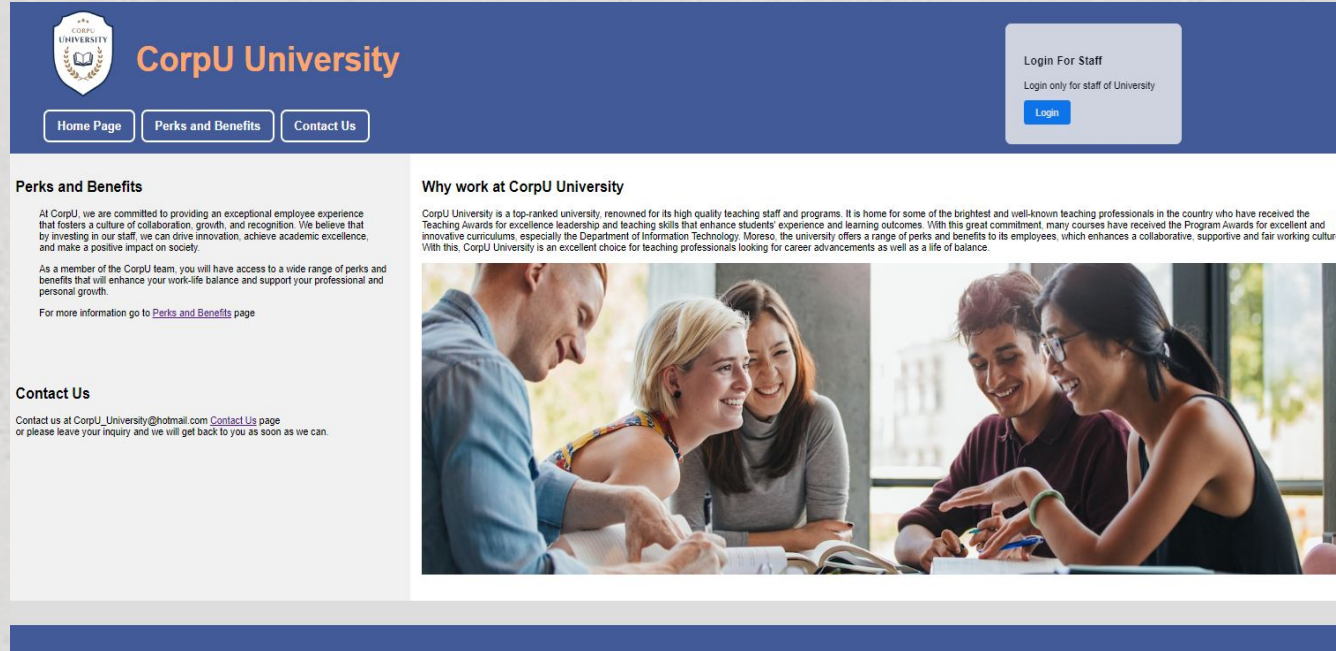 CORPU
UNIVERSITY
CorpU University
Home Page
Perks and Benefits
Contact Us
Login For Staff
Login only for staff of University
Login
Perks and Benefits
At CorpU, we are committed to providing an exceptional employee experience
that fosters a culture of collaboration, growth, and recognition. We believe that
by investing in our staff, we can drive innovation, achieve academic excellence,
and make a positive impact on society.
As a member of the CorpU team, you will have access to a wide range of perks and
benefits that will enhance your work-life balance and support your professional and
personal growth.
For more information go to Perks and Benefits page
Contact Us
Contact us at CorpU_University@hotmail.com Contact Us page
or please leave your inquiry and we will get back to you as soon as we can.
Why work at CorpU University
CorpU University is a top-ranked university, renowned for its high quality teaching staff and programs. It is home for some of the brightest and well-known teaching professionals in the country who have received the
Teaching Awards for excellence leadership and teaching skills that enhance students' experience and learning outcomes. With this great commitment, many courses have received the Program Awards for excellent and
innovative curriculums, especially the Department of Information Technology. Moreso, the university offers a range of perks and benefits to its employees, which enhances a collaborative, supportive and fair working culture
With this, CorpU University is an excellent choice for teaching professionals looking for career advancements as well as a life of balance.